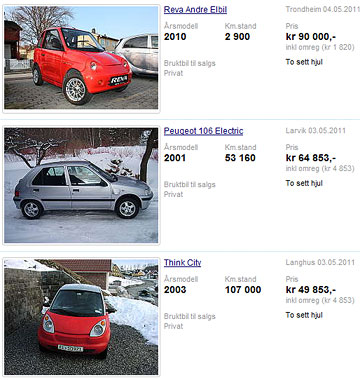 Reva Andre Elbil Trondheim 04.05.2011
Årsmodell Km.stand Pris
2010 2 900 kr 90 000,-
inkl omreg (kr 1 820)
Bruktbil til salgs To sett hjul
Privat
REVA
Peugeot 106 Electric Larvik 03.05.2011
Årsmodell Km.stand Pris
2001 53 160 kr 64 853,-
inkl omreg (kr 4 853)
Bruktbil til salgs To sett hjul
Privat
Think City Langhus 03.05.2011
Årsmodell Km.stand Pris
2003 107 000 kr 49 853,-
inkl omreg (kr 4 853)
Bruktbil til salgs To sett hjul
Privat